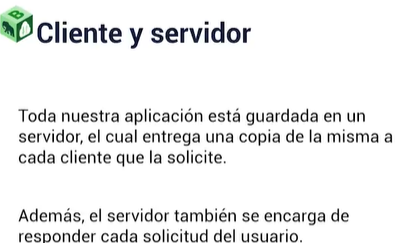 Cliente y servidor
Toda nuestra aplicación está guardada en un
servidor, el cual entrega una copia de la misma a
cada cliente que la solicite.
Además, el servidor también se encarga de
responder cada solicitud del usuario.